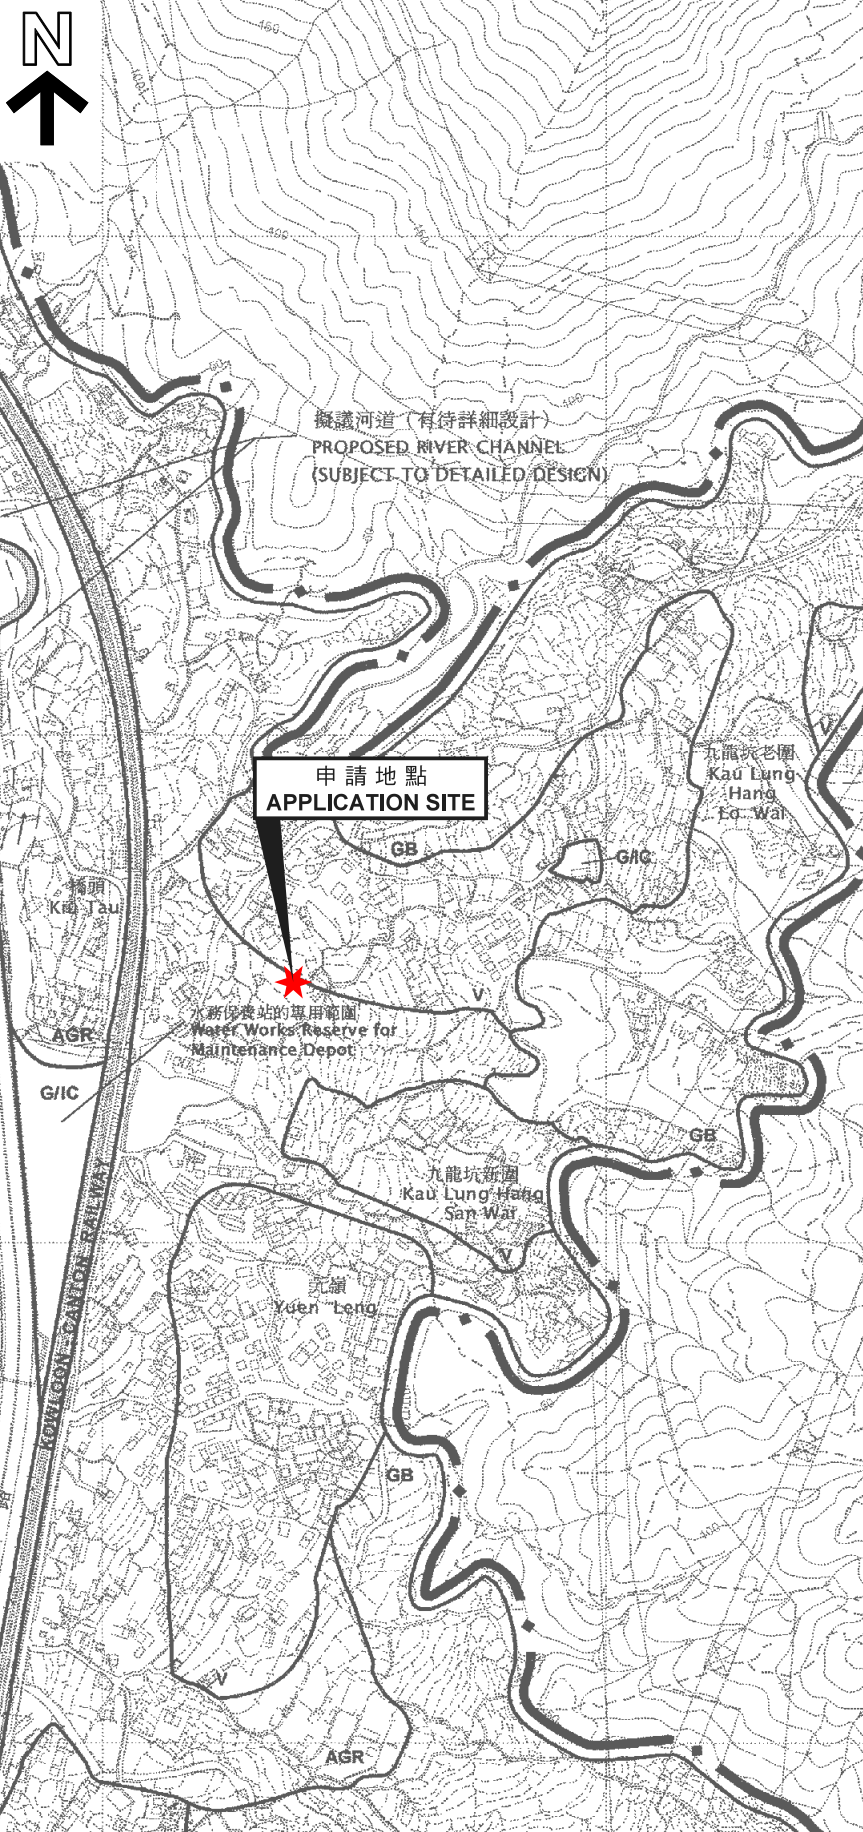 N
擬議河道（有待詳細設計）
PROPOSED RIVER CHANNEL
(SUBJECT TO DETAILED DESIGN)
申請地點
APPLICATION SITE
九龍坑老圍
Kau Lung
Hang
Lo Wai
V
GB
G/IC
橋頭
Kiu Tau
V
水務保養站的專用範圍
Water Works Reserve for
Maintenance Depot
AGR
G/IC
GB
九龍坑新圍
Kau Lung Hang
San Wai
V
元嶺
Yuen Leng
KOWLOON - CANTON RAILWAY
GB
V
AGR